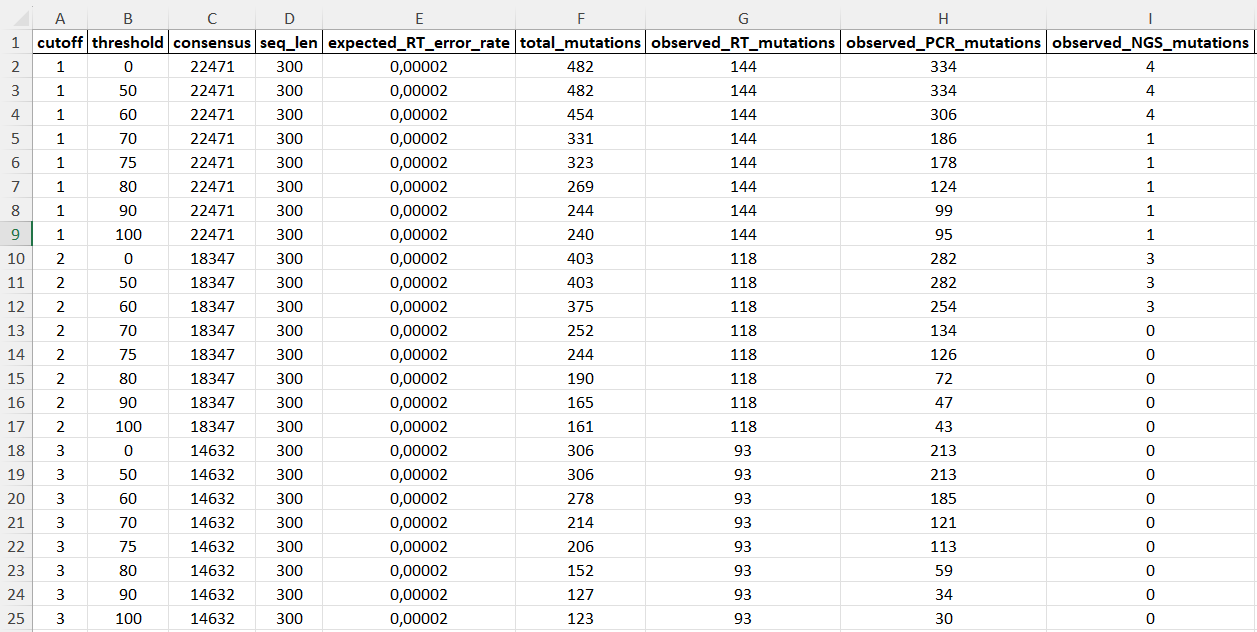 A B C D E F G H I
1 cutoff threshold consensus seq_len expected_RT_error_rate total_mutations observed_RT_mutations observed_PCR_mutations observed_NGS_mutations
2 1 0 22471 300 0,00002 482 144 334 4
3 1 50 22471 300 0,00002 482 144 334 4
4 1 60 22471 300 0,00002 454 144 306 4
5 1 70 22471 300 0,00002 331 144 186 1
6 1 75 22471 300 0,00002 323 144 178 1
7 1 80 22471 300 0,00002 269 144 124 1
8 1 90 22471 300 0,00002 244 144 99 1
9 1 100 22471 300 0,00002 240 144 95 1
10 2 0 18347 300 0,00002 403 118 282 3
11 2 50 18347 300 0,00002 403 118 282 3
12 2 60 18347 300 0,00002 375 118 254 3
13 2 70 18347 300 0,00002 252 118 134 0
14 2 75 18347 300 0,00002 244 118 126 0
15 2 80 18347 300 0,00002 190 118 72 0
16 2 90 18347 300 0,00002 165 118 47 0
17 2 100 18347 300 0,00002 161 118 43 0
18 3 0 14632 300 0,00002 306 93 213 0
19 3 50 14632 300 0,00002 306 93 213 0
20 3 60 14632 300 0,00002 278 93 185 0
21 3 70 14632 300 0,00002 214 93 121 0
22 3 75 14632 300 0,00002 206 93 113 0
23 3 80 14632 300 0,00002 152 93 59 0
24 3 90 14632 300 0,00002 127 93 34 0
25 3 100 14632 300 0,00002 123 93 30 0